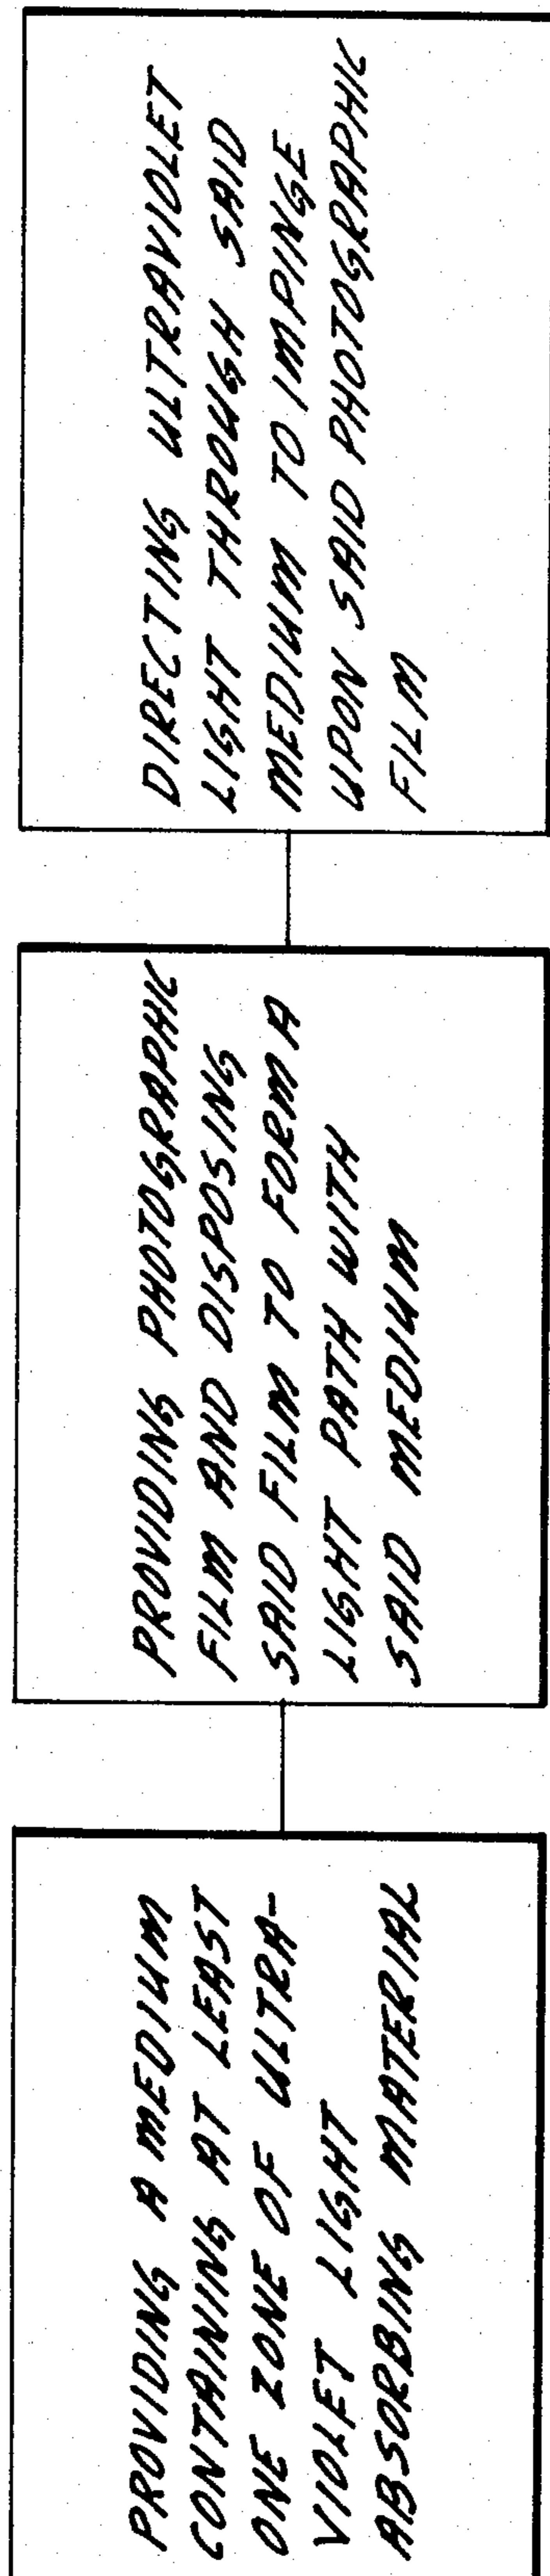 PROVIDING A MEDIUM
CONTAINING AT LEAST
ONE ZONE OF ULTRA-
VIOLET LIGHT
ABSORBING MATERIAL
PROVIDING PHOTOGRAPHIC
FILM AND DISPOSING
SAID FILM TO FORM A
LIGHT PATH WITH
SAID MEDIUM
DIRECTING ULTRAVIOLET
LIGHT THROUGH SAID
MEDIUM TO IMPINGE
UPON SAID PHOTOGRAPHIC
FILM